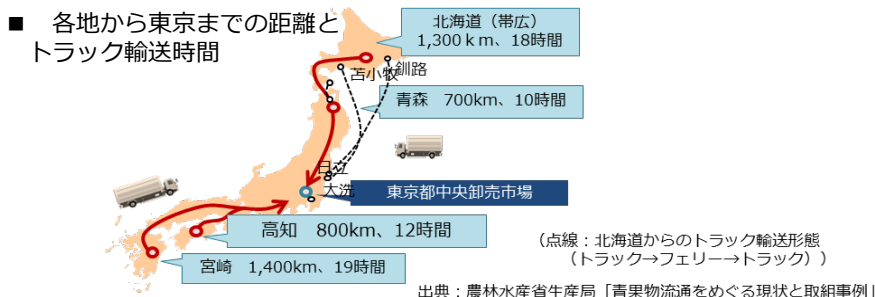 ■ 各地から東京までの距離と
トラック輸送時間
北海道（帯広）
1,300ｋm、18時間
苫小牧
釧路
青森 700km、10時間
日立
大洗
東京都中央卸売市場
高知 800km、12時間
宮崎 1,400km、19時間
（点線：北海道からのトラック輸送形態
（トラック→フェリー→トラック））
出典：農林水産省生産局「青果物流通をめぐる現状と取組事例」